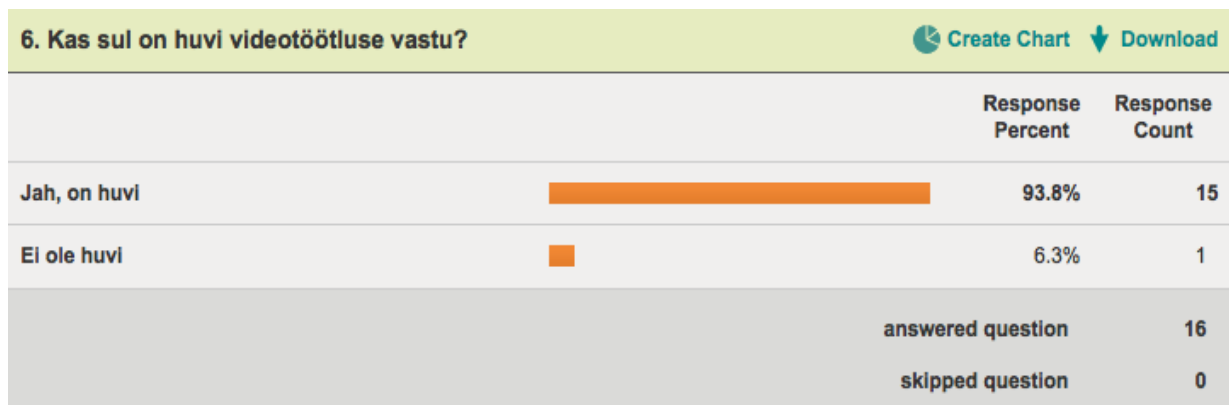 6. Kas sul on huvi videotöötluse vastu? Create Chart Download
Response Response
Percent Count
Jah, on huvi 93.8% 15
Ei ole huvi 6.3% 1
answered question 16
skipped question 0